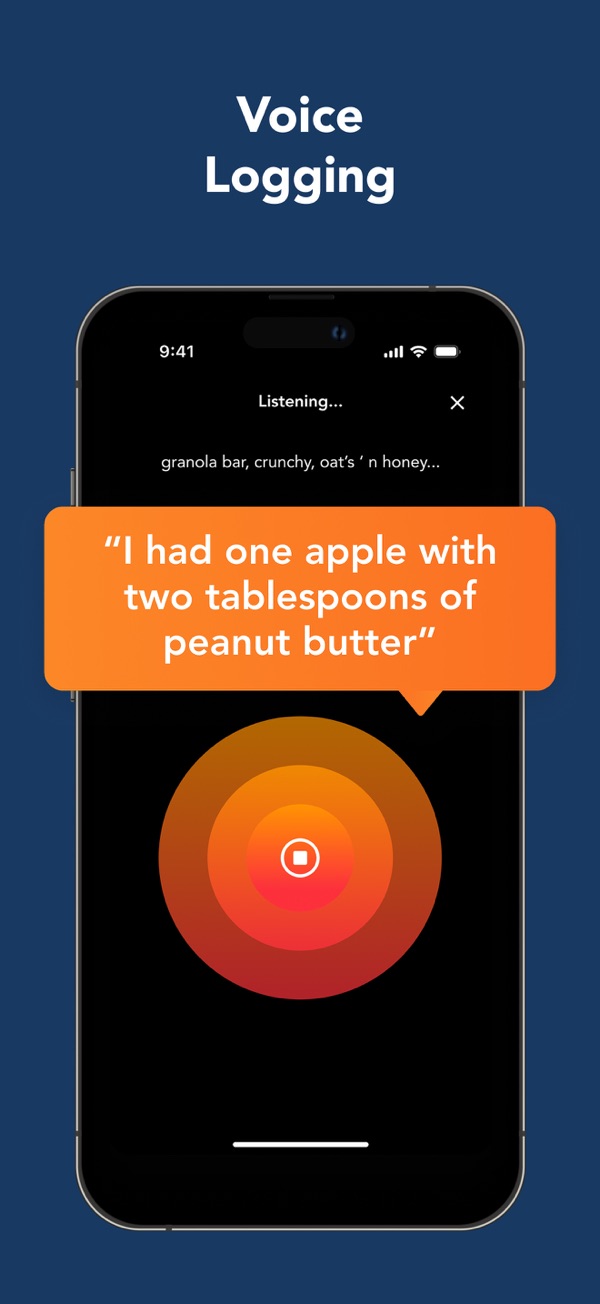 Voice
Logging
9:41
Listening...
granola bar, crunchy, oat’s ‘ n honey...
“I had one apple with
two tablespoons of
peanut butter”